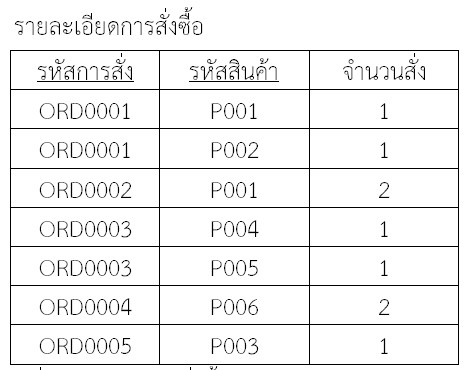 รายละเอียดการสั่งซื้อ
รหัสการสั่ง รหัสสินค้า จำนวนสั่ง
ORD0001 P001 1
ORD0001 P002 1
ORD0002 P001 2
ORD0003 P004 1
ORD0003 P005 1
ORD0004 P006 2
ORD0005 P003 1